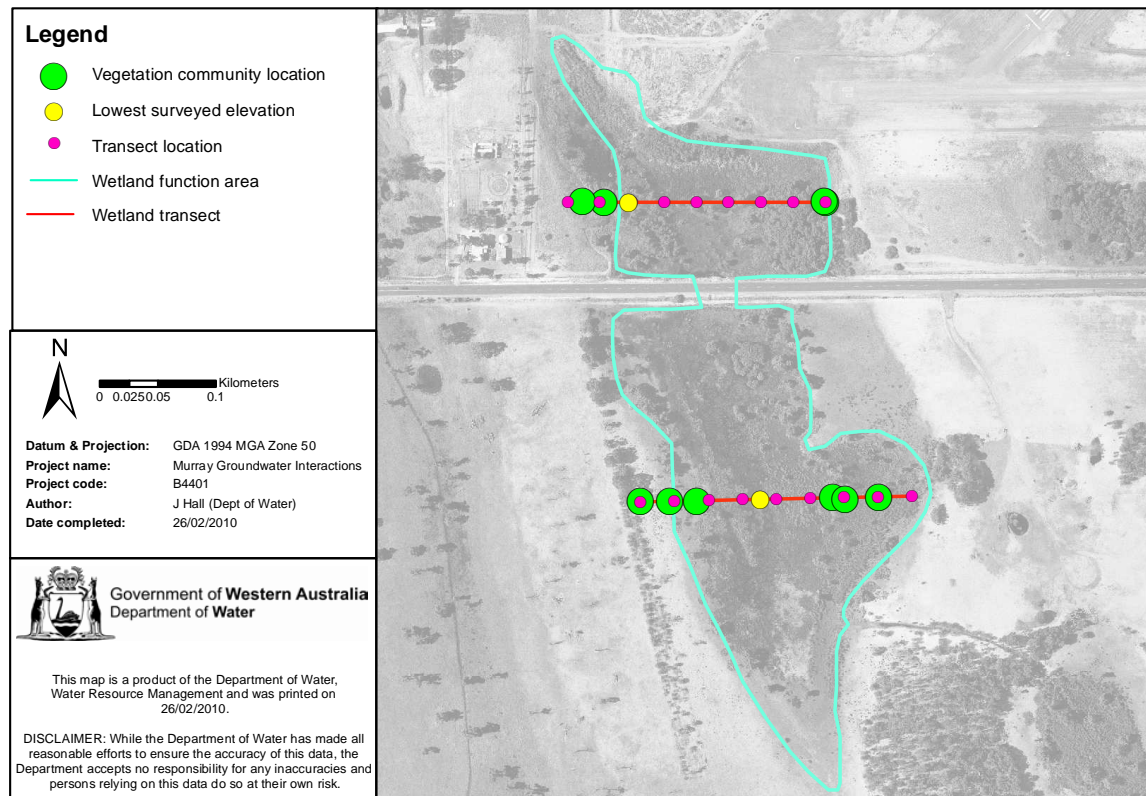 Legend
Vegetation community location
Lowest surveyed elevation
Transect location
Wetland function area
Wetland transect
N
Kilometers
0 0.025 0.05 0.1
Datum & Projection: GDA 1994 MGA Zone 50
Project name: Murray Groundwater Interactions
Project code: B4401
Author: J Hall (Dept of Water)
Date completed: 26/02/2010
Government of Western Australia
Department of Water
This map is a product of the Department of Water,
Water Resource Management and was printed on
26/02/2010.
DISCLAIMER: While the Department of Water has made all
reasonable efforts to ensure the accuracy of this data, the
Department accepts no responsibility for any inaccuracies and
persons relying on this data do so at their own risk.